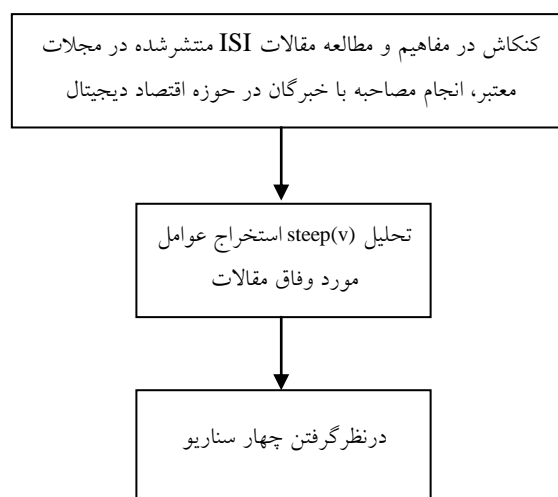 کنکاش در مفاهیم و مطالعه مقالات ISI منتشرشده در مجلات
معتبر، انجام مصاحبه با خبرگان در حوزه اقتصاد دیجیتال
تحلیل steep(v) استخراج عوامل
مورد وفاق مقالات
درنظرگرفتن چهار سناریو